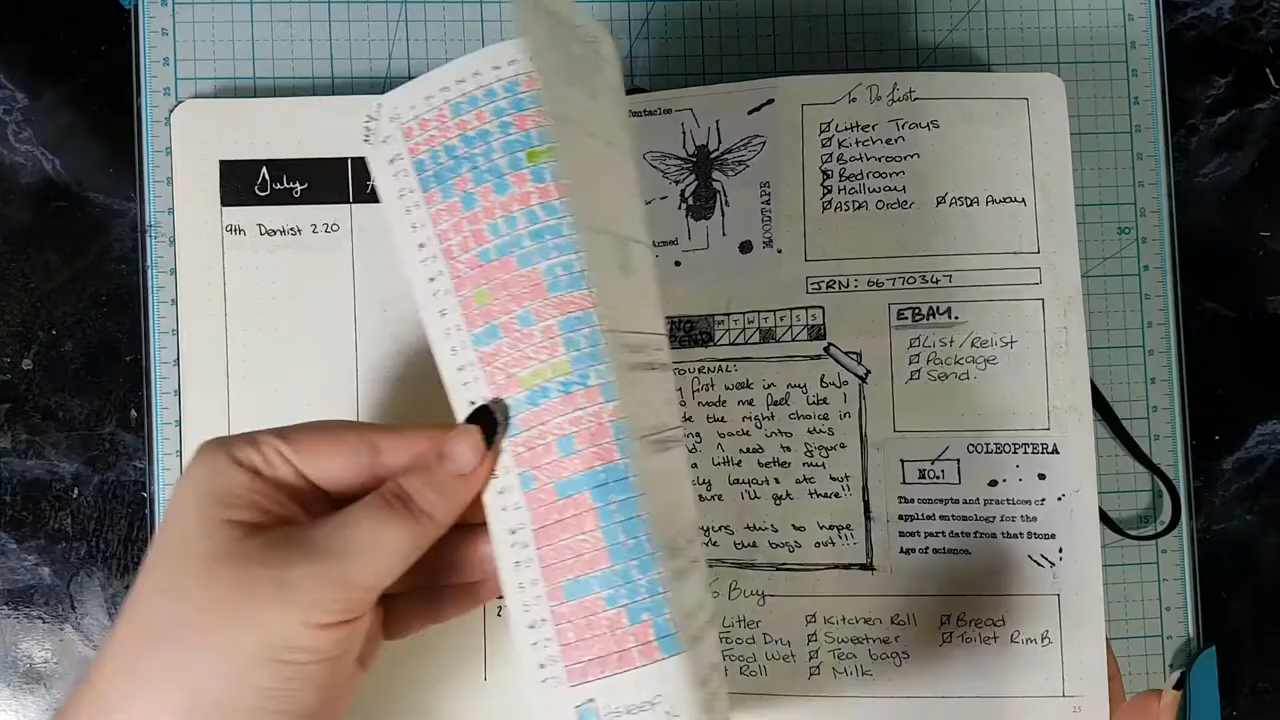 July
9th Dentist 2.20
Tentacles
Armed
MOODTAPE
To Do List
Litter Trays
Kitchen
Bathroom
Bedroom
Hallway
ASDA Order ASDA Away
JRN: 66770347
NO
M T W T F S S
EBAY.
List/Relist
Package
Send.
JOURNAL:
first week in my BuJo
made me feel like I
the right choice in
back into this
I need to figure
a little better my
layouts etc but
sure I'll get there!!
this so hope
the bugs out!!!
COLEOPTERA
NO.1
The concepts and practices of
applied entomology for the
most part date from that Stone
Age of science.
Buy
Litter Kitchen Roll Bread
Food Dry Sweetner Toilet Rim B.
Food Wet Tea bags
Roll Milk
asleep
25